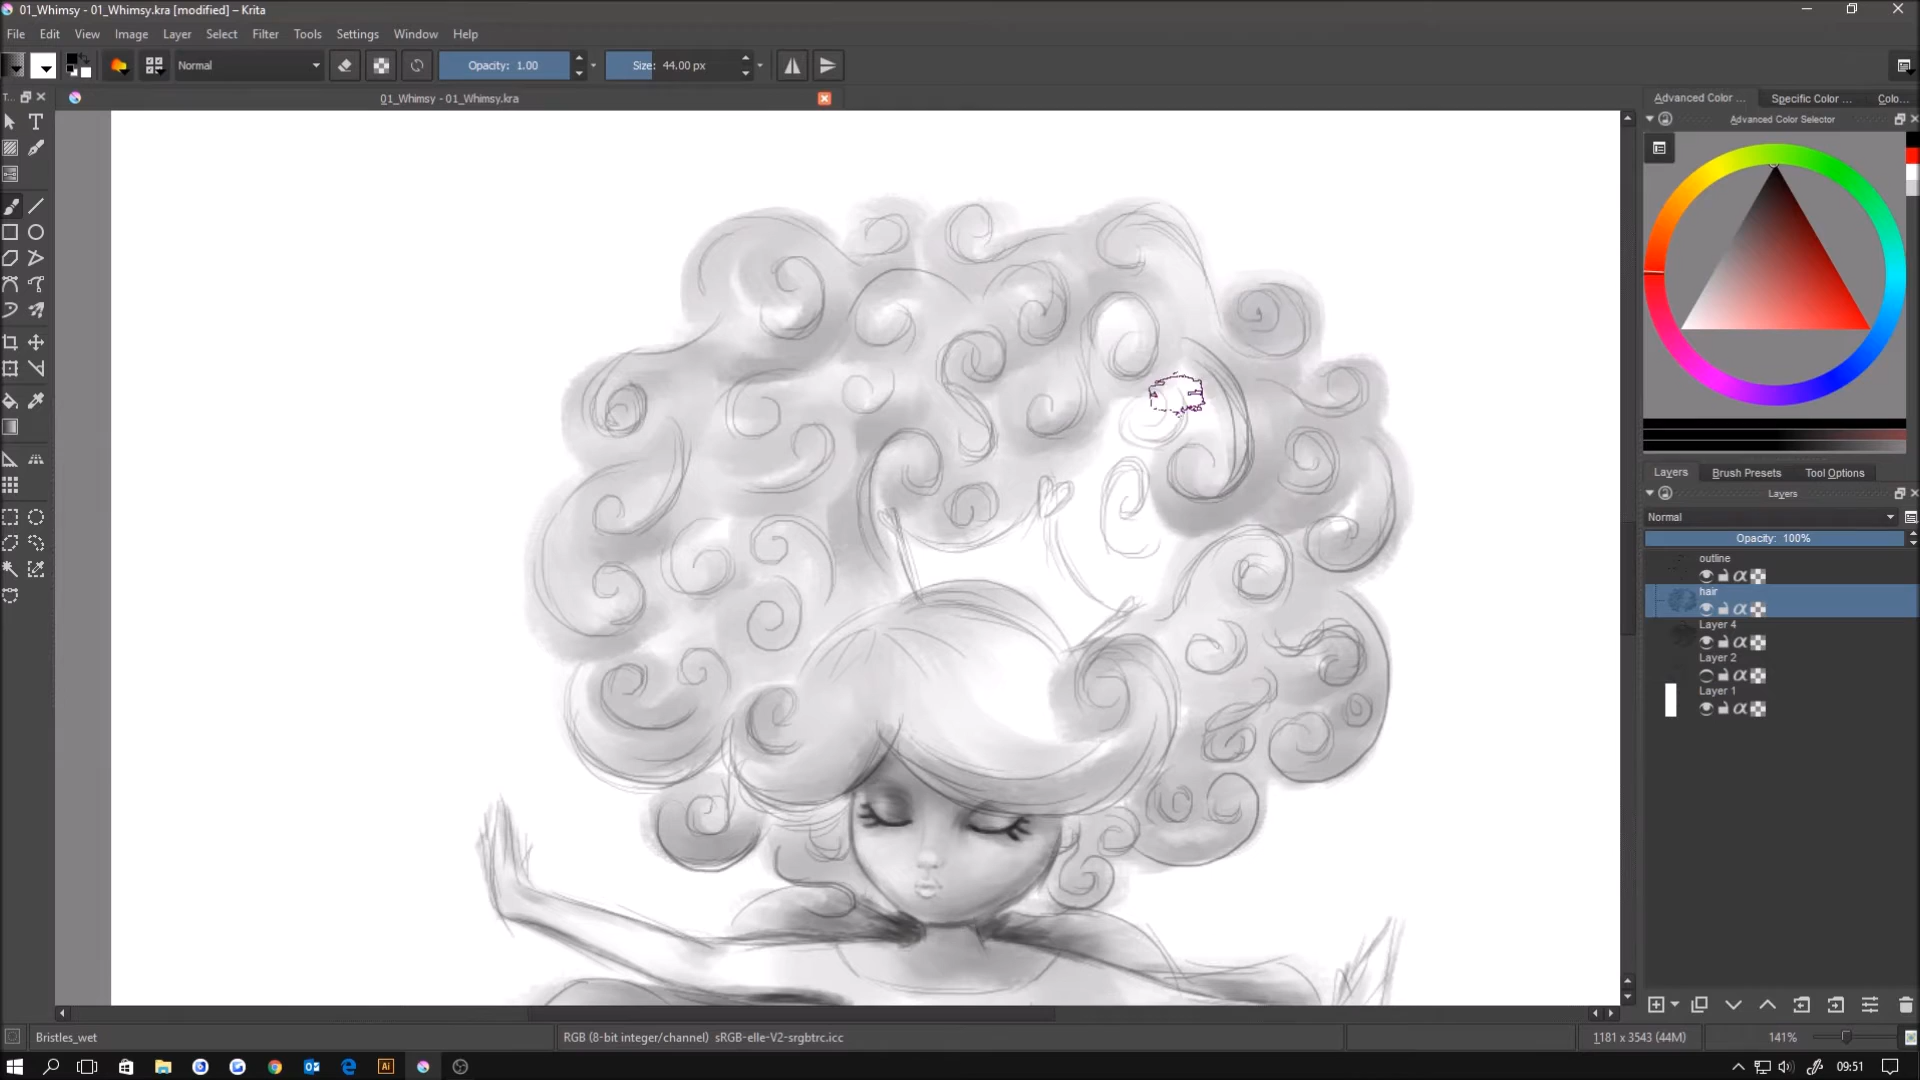 01_Whimsy - 01_Whimsy.kra [modified] – Krita
File Edit View Image Layer Select Filter Tools Settings Window Help
Normal Opacity: 1.00 Size: 44.00 px
T... 01_Whimsy - 01_Whimsy.kra
Advanced Color ... Specific Color ... Colo...
Advanced Color Selector
Layers Brush Presets Tool Options
Layers
Normal
Opacity: 100%
outline
hair
Layer 4
Layer 2
Layer 1
Bristles_wet RGB (8-bit integer/channel) sRGB-elle-V2-srgbtrc.icc 1181 x 3543 (44M) 141%
Ai 09:51